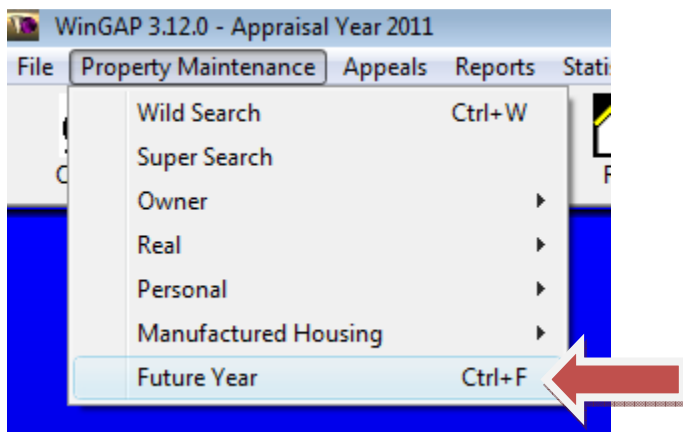 WinGAP 3.12.0 - Appraisal Year 2011
File Property Maintenance Appeals Reports
Wild Search Ctrl+W
Super Search
Owner
Real
Personal
Manufactured Housing
Future Year Ctrl+F